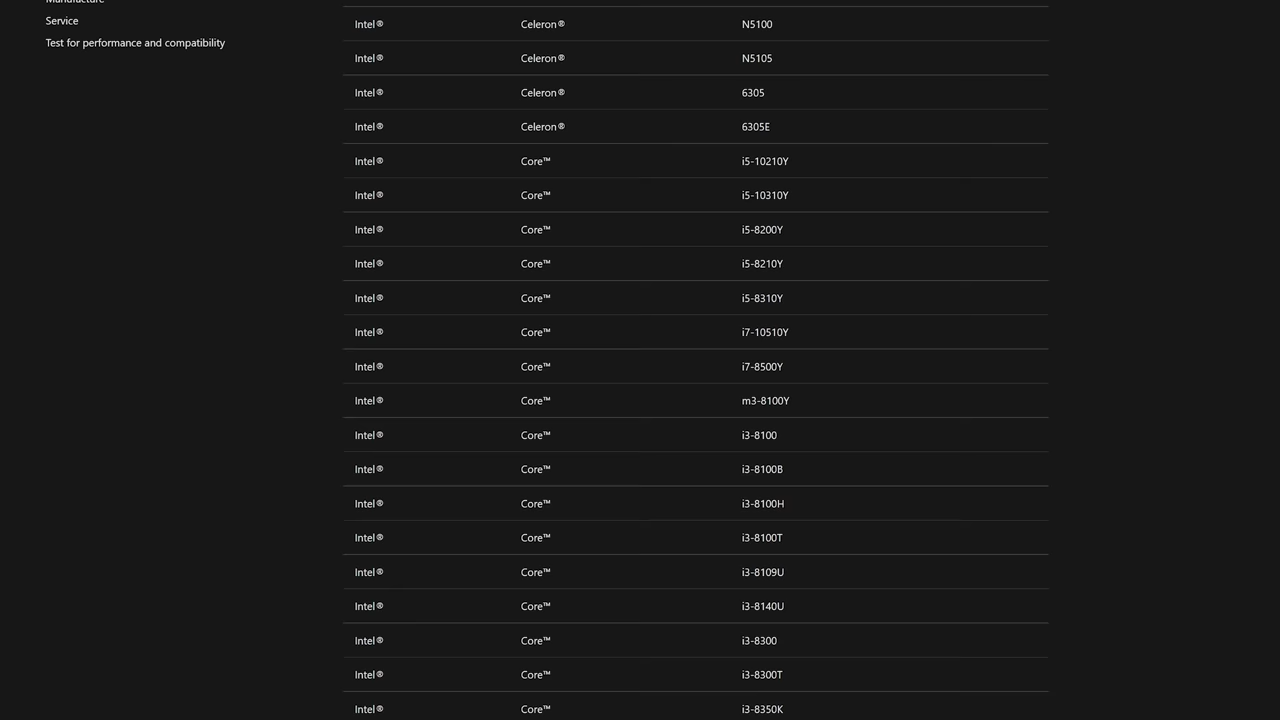 Manufacture
Service
Test for performance and compatibility
Intel® Celeron® N5100
Intel® Celeron® N5105
Intel® Celeron® 6305
Intel® Celeron® 6305E
Intel® Core™ i5-10210Y
Intel® Core™ i5-10310Y
Intel® Core™ i5-8200Y
Intel® Core™ i5-8210Y
Intel® Core™ i5-8310Y
Intel® Core™ i7-10510Y
Intel® Core™ i7-8500Y
Intel® Core™ m3-8100Y
Intel® Core™ i3-8100
Intel® Core™ i3-8100B
Intel® Core™ i3-8100H
Intel® Core™ i3-8100T
Intel® Core™ i3-8109U
Intel® Core™ i3-8140U
Intel® Core™ i3-8300
Intel® Core™ i3-8300T
Intel® Core™ i3-8350K